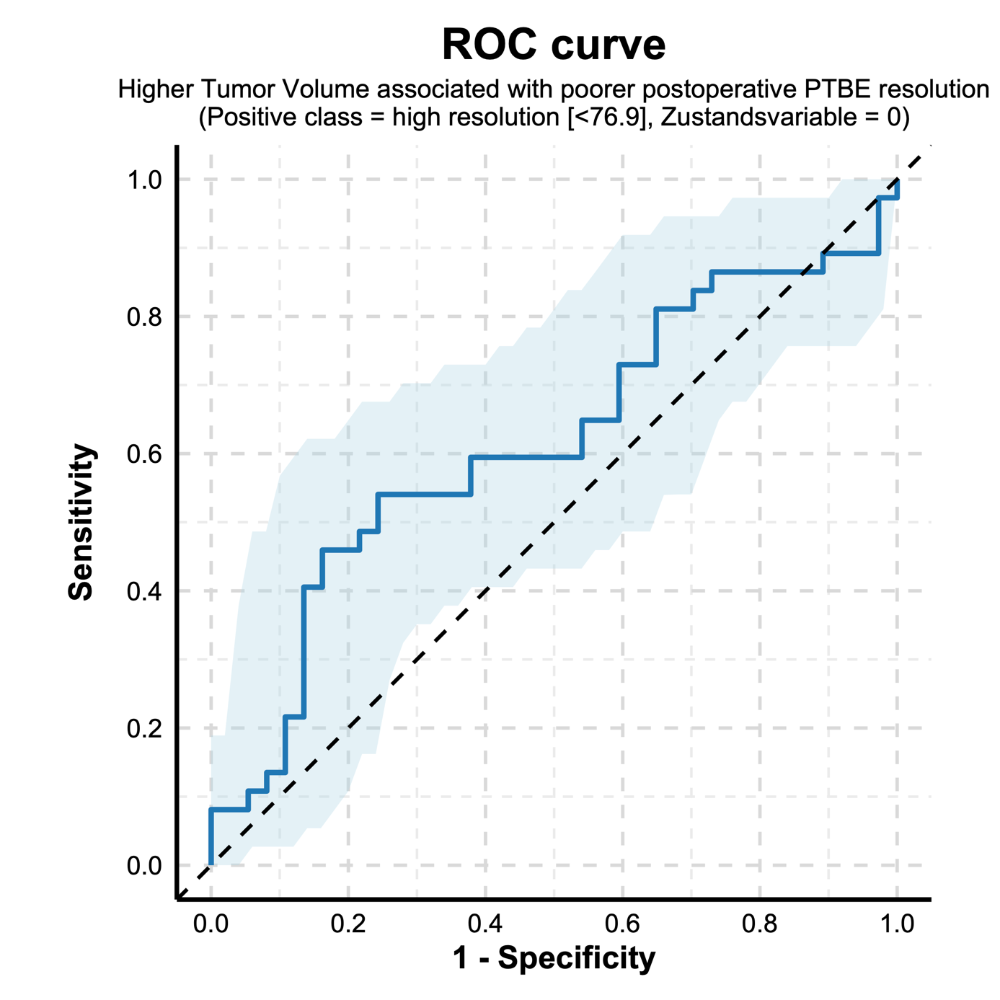 ROC curve
Higher Tumor Volume associated with poorer postoperative PTBE resolution
(Positive class = high resolution [<76.9], Zustandsvariable = 0)
1.0
0.8
0.6
0.4
0.2
0.0
Sensitivity
0.0 0.2 0.4 0.6 0.8 1.0
1 - Specificity